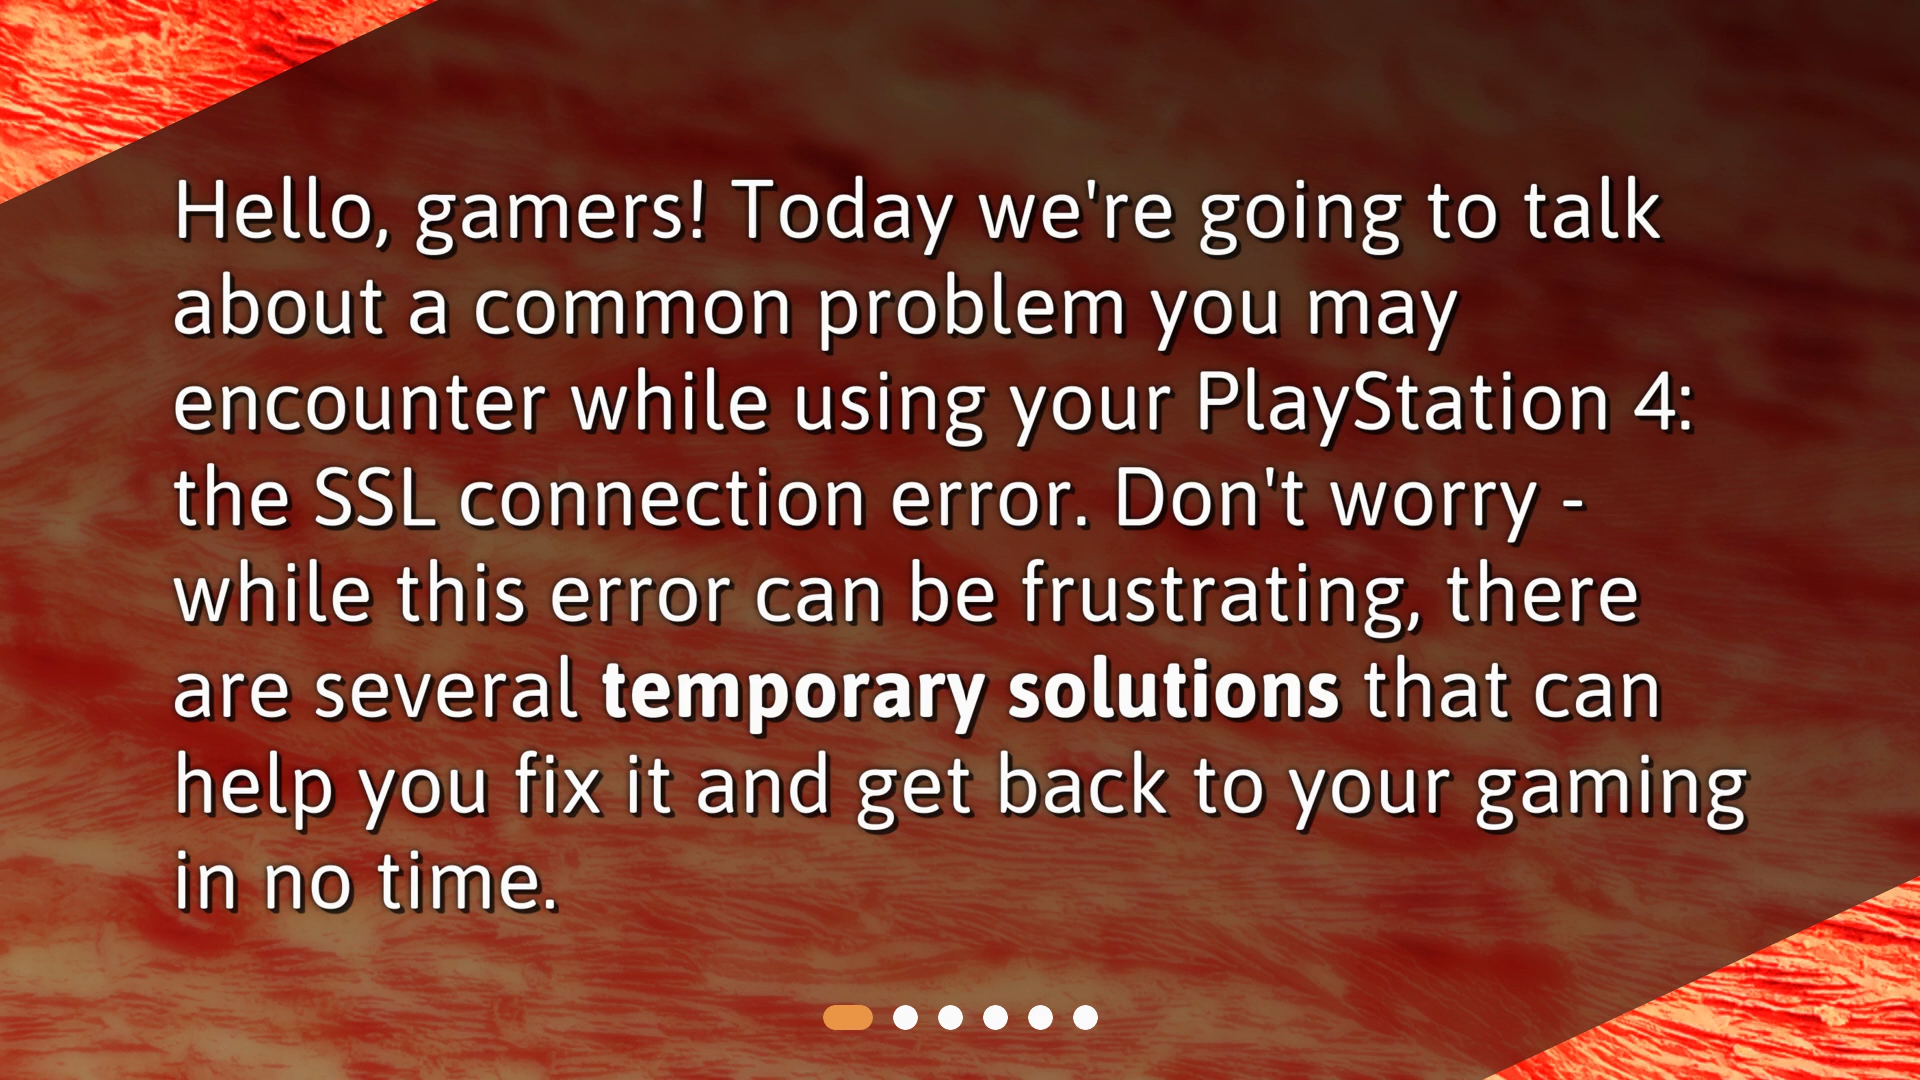 Hello, gamers! Today we're going to talk
about a common problem you may
encounter while using your PlayStation 4:
the SSL connection error. Don't worry -
while this error can be frustrating, there
are several temporary solutions that can
help you fix it and get back to your gaming
in no time.